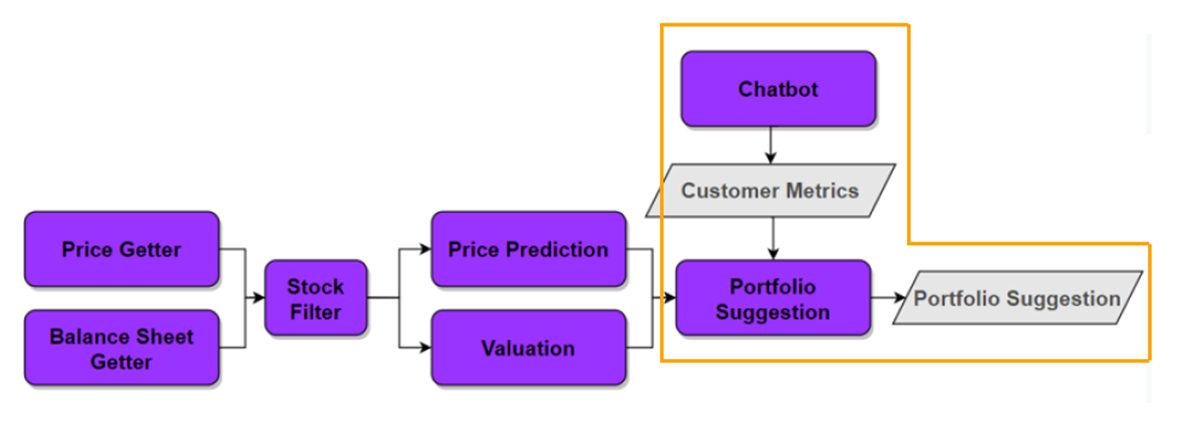 Chatbot
Customer Metrics
Price Getter
Price Prediction
Stock
Filter
Portfolio
Suggestion
Portfolio Suggestion
Balance Sheet
Getter
Valuation